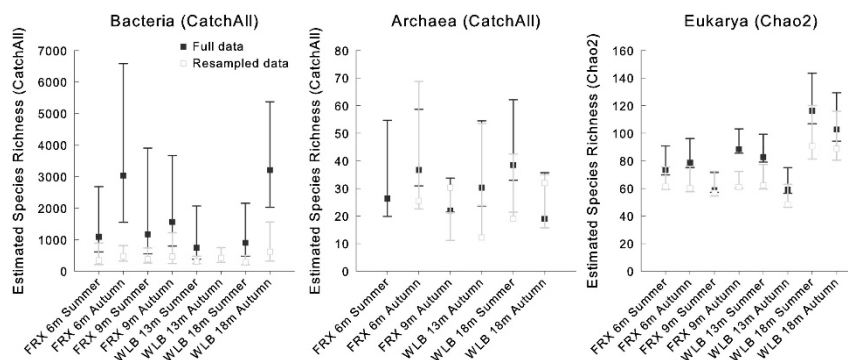 Bacteria (CatchAll)
Estimated Species Richness (CatchAll)
7000
6000
5000
4000
3000
2000
1000
0
Full data
Resampled data
FRX 6m Summer
FRX 6m Autumn
FRX 9m Summer
FRX 9m Autumn
WLB 13m Summer
WLB 13m Autumn
WLB 18m Summer
WLB 18m Autumn
Archaea (CatchAll)
Estimated Species Richness (CatchAll)
80
70
60
50
40
30
20
10
0
FRX 6m Summer
FRX 6m Autumn
FRX 9m Autumn
WLB 13m Autumn
WLB 18m Summer
WLB 18m Autumn
Eukarya (Chao2)
Estimated Species Richness (Chao2)
160
140
120
100
80
60
40
20
0
FRX 6m Summer
FRX 6m Autumn
FRX 9m Summer
FRX 9m Autumn
WLB 13m Summer
WLB 13m Autumn
WLB 18m Summer
WLB 18m Autumn